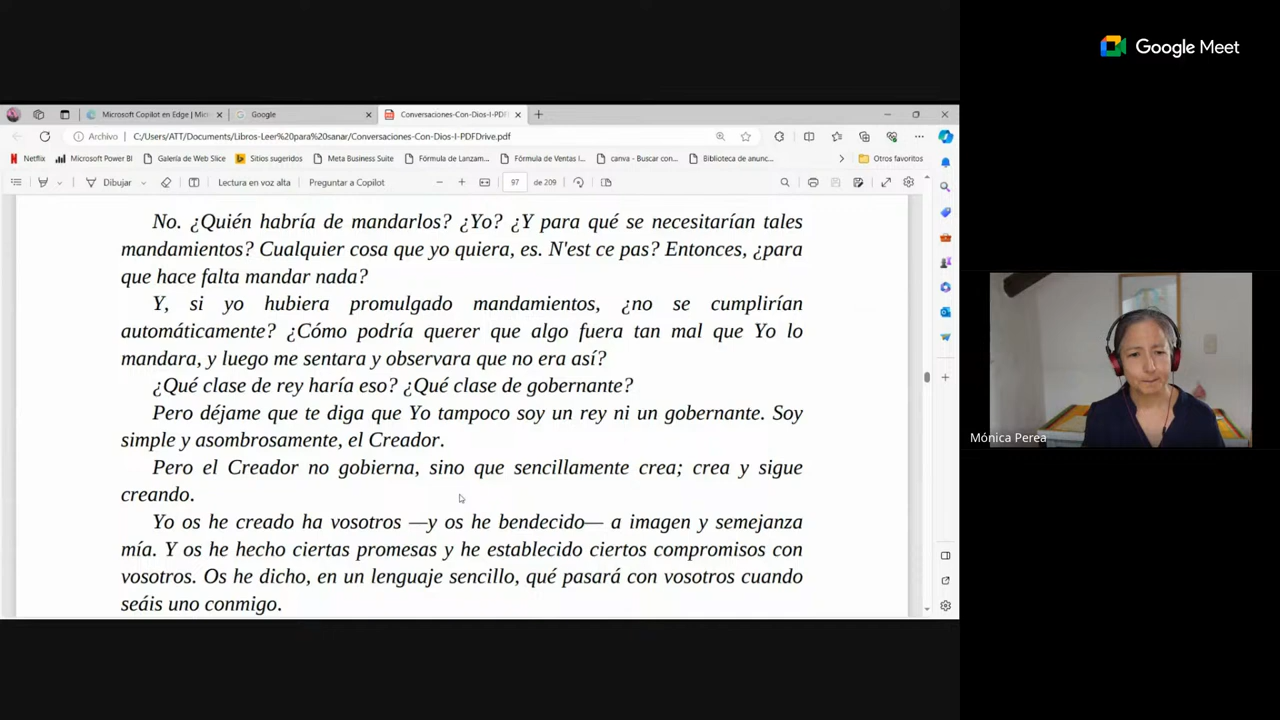 Google Meet
Microsoft Copilot en Edge | Mic
Google
Conversaciones-Con-Dios-I-PDFD
Archivo
C:/Users/ATT/Documents/Libros-Leer%20para%20sanar/Conversaciones-Con-Dios-I-PDFDrive.pdf
Netflix
Microsoft Power BI
Galería de Web Slice
Sitios sugeridos
Meta Business Suite
Fórmula de Lanzam...
Fórmula de Ventas I...
canva - Buscar con...
Biblioteca de anunc...
Otros favoritos
Dibujar
Lectura en voz alta
Preguntar a Copilot
97 de 209
No. ¿Quién habría de mandarlos? ¿Yo? ¿Y para qué se necesitarían tales
mandamientos? Cualquier cosa que yo quiera, es. N'est ce pas? Entonces, ¿para
que hace falta mandar nada?
Y, si yo hubiera promulgado mandamientos, ¿no se cumplirían
automáticamente? ¿Cómo podría querer que algo fuera tan mal que Yo lo
mandara, y luego me sentara y observara que no era así?
¿Qué clase de rey haría eso? ¿Qué clase de gobernante?
Pero déjame que te diga que Yo tampoco soy un rey ni un gobernante. Soy
simple y asombrosamente, el Creador.
Pero el Creador no gobierna, sino que sencillamente crea; crea y sigue
creando.
Yo os he creado ha vosotros —y os he bendecido— a imagen y semejanza
mía. Y os he hecho ciertas promesas y he establecido ciertos compromisos con
vosotros. Os he dicho, en un lenguaje sencillo, qué pasará con vosotros cuando
seáis uno conmigo.
Mónica Perea